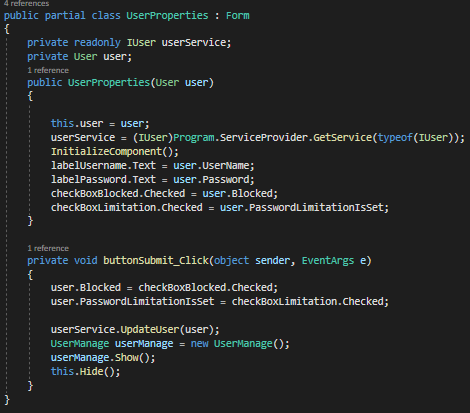 4 references
public partial class UserProperties : Form
{
    private readonly IUser userService;
    private User user;
    1 reference
    public UserProperties(User user)
    {

        this.user = user;
        userService = (IUser)Program.ServiceProvider.GetService(typeof(IUser));
        InitializeComponent();
        labelUsername.Text = user.UserName;
        labelPassword.Text = user.Password;
        checkBoxBlocked.Checked = user.Blocked;
        checkBoxLimitation.Checked = user.PasswordLimitationIsSet;
    }

    1 reference
    private void buttonSubmit_Click(object sender, EventArgs e)
    {
        user.Blocked = checkBoxBlocked.Checked;
        user.PasswordLimitationIsSet = checkBoxLimitation.Checked;

        userService.UpdateUser(user);
        UserManage userManage = new UserManage();
        userManage.Show();
        this.Hide();
    }
}